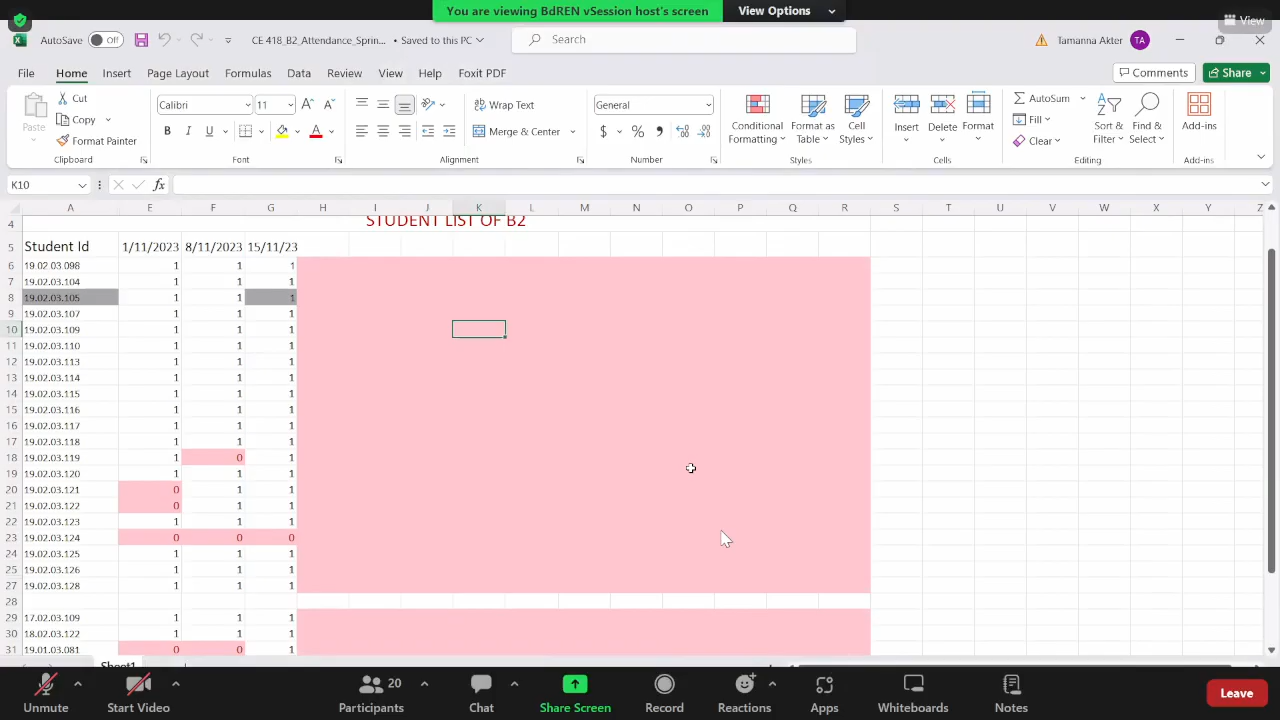 You are viewing BdREN vSession host's screen View Options
AutoSave Off CE 418_B2_Attendance_Sprin... • Saved to this PC Search Tamanna Akter TA View
File Home Insert Page Layout Formulas Data Review View Help Foxit PDF Comments Share
Paste Cut Copy Format Painter Calibri 11 Wrap Text Merge & Center General AutoSum Fill Clear
B I U $ % Conditional Formatting Format as Table Cell Styles Insert Delete Format Sort & Filter Find & Select Add-ins
Clipboard Font Alignment Number Styles Cells Editing Add-ins
K10 fx
A E F G H I J K L M N O P Q R S T U V W X Y Z
4 STUDENT LIST OF B2
5 Student Id 1/11/2023 8/11/2023 15/11/23
6 19.02.03.098 1 1 1
7 19.02.03.104 1 1 1
8 19.02.03.105 1 1 1
9 19.02.03.107 1 1 1
10 19.02.03.109 1 1 1
11 19.02.03.110 1 1 1
12 19.02.03.113 1 1 1
13 19.02.03.114 1 1 1
14 19.02.03.115 1 1 1
15 19.02.03.116 1 1 1
16 19.02.03.117 1 1 1
17 19.02.03.118 1 1 1
18 19.02.03.119 1 0 1
19 19.02.03.120 1 1 1
20 19.02.03.121 0 1 1
21 19.02.03.122 0 1 1
22 19.02.03.123 1 1 1
23 19.02.03.124 0 0 0
24 19.02.03.125 1 1 1
25 19.02.03.126 1 1 1
27 19.02.03.128 1 1 1
28
29 17.02.03.109 1 1 1
30 18.02.03.122 1 1 1
31 19.01.03.081 0 0 1
Sheet1
20
Unmute Start Video Participants Chat Share Screen Record Reactions Apps Whiteboards Notes Leave